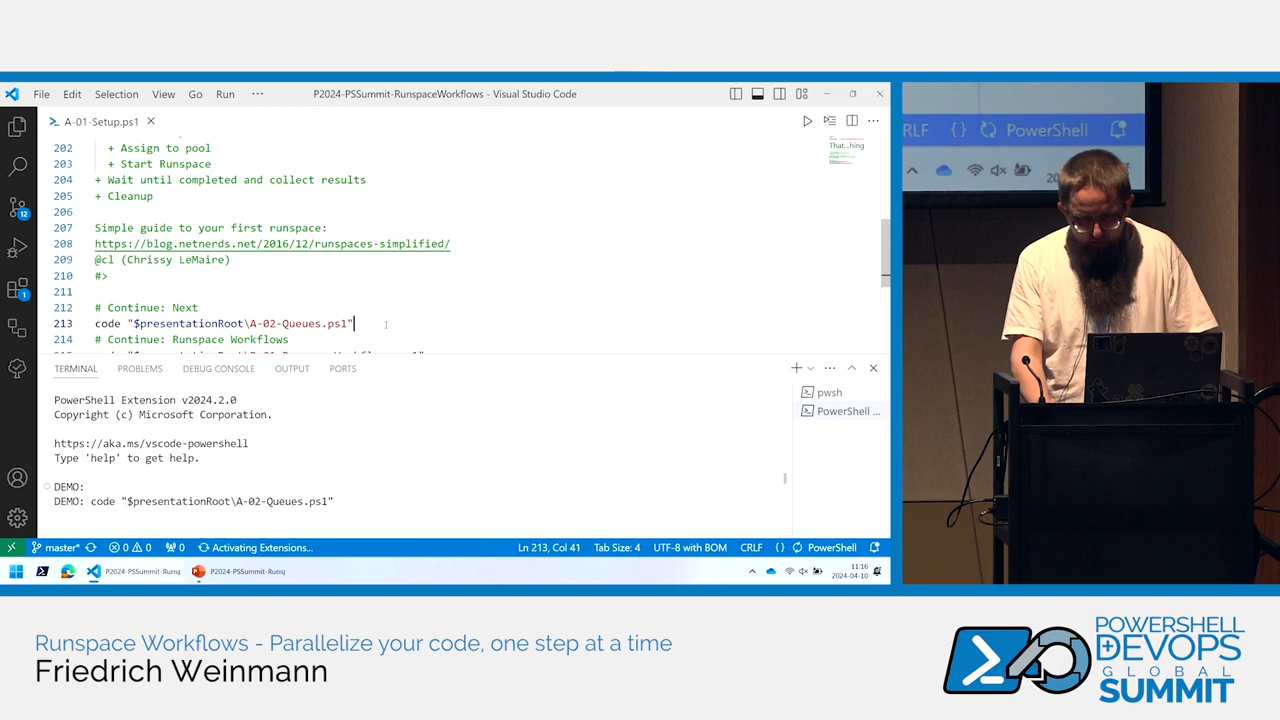 File Edit Selection View Go Run ··· P2024-PSSummit-RunspaceWorkflows - Visual Studio Code
A-01-Setup.ps1
202 + Assign to pool
203 + Start Runspace
204 + Wait until completed and collect results
205 + Cleanup
206
207 Simple guide to your first runspace:
208 https://blog.netnerds.net/2016/12/runspaces-simplified/
209 @cl (Chrissy LeMaire)
210 #>
211
212 # Continue: Next
213 code "$presentationRoot\A-02-Queues.ps1"
214 # Continue: Runspace Workflows
That...hing
12
1
TERMINAL PROBLEMS DEBUG CONSOLE OUTPUT PORTS
PowerShell Extension v2024.2.0
Copyright (c) Microsoft Corporation.
https://aka.ms/vscode-powershell
Type 'help' to get help.
DEMO:
DEMO: code "$presentationRoot\A-02-Queues.ps1"
pwsh
PowerShell ...
master* 0 0 0 Activating Extensions... Ln 213, Col 41 Tab Size: 4 UTF-8 with BOM CRLF {} PowerShell
P2024-PSSummit-Runsp P2024-PSSummit-Runsp 11:16
2024-04-10
RLF {} PowerShell
Runspace Workflows - Parallelize your code, one step at a time
Friedrich Weinmann
POWERSHELL
DEVOPS
GLOBAL
SUMMIT